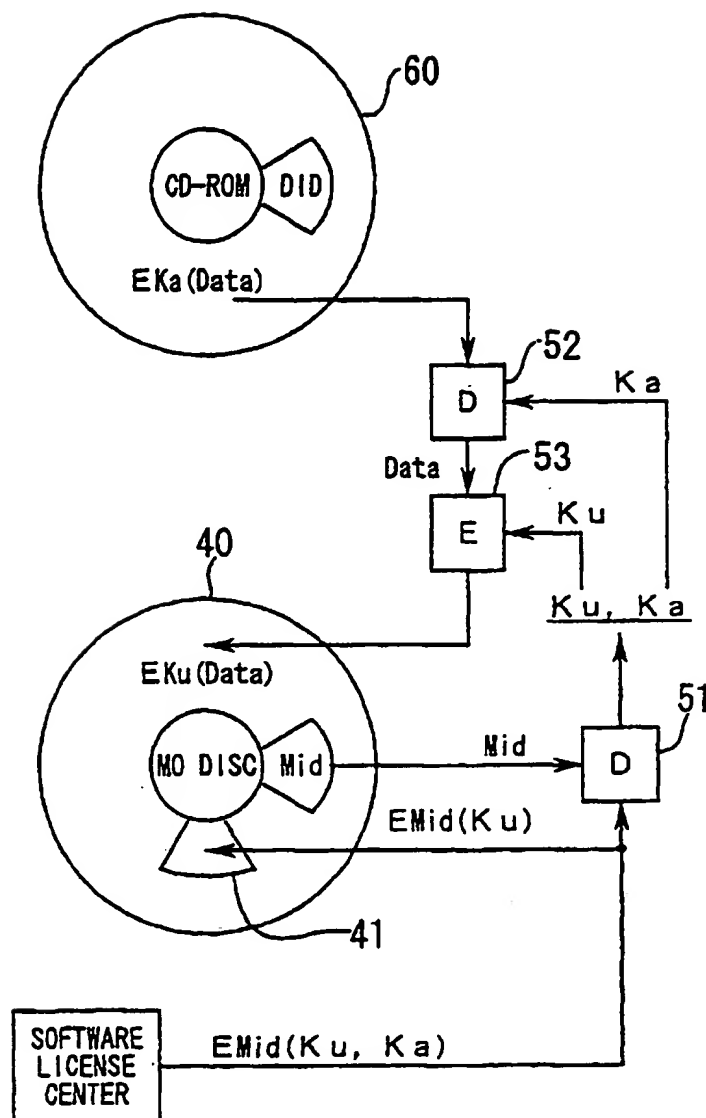 60
CD-ROM
DID
EKa(Data)
52
D
Ka
Data
53
E
Ku
40
Ku, Ka
EKu(Data)
51
MO DISC
Mid
Mid
D
EMid(Ku)
41
SOFTWARE
LICENSE
CENTER
EMid(Ku, Ka)